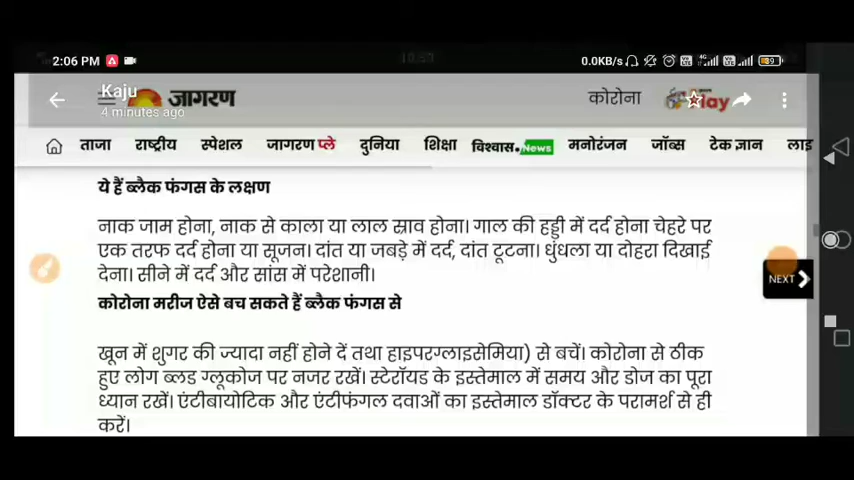 2:06 PM
0.0KB/s
Kaju
4 minutes ago
जागरण
कोरोना
ताजा राष्ट्रीय स्पेशल जागरण प्ले दुनिया शिक्षा विश्वास.News मनोरंजन जॉब्स टेक ज्ञान लाइ
ये हैं ब्लैक फंगस के लक्षण
नाक जाम होना, नाक से काला या लाल स्राव होना। गाल की हड्डी में दर्द होना चेहरे पर
एक तरफ दर्द होना या सूजन। दांत या जबड़े में दर्द, दांत टूटना। धुंधला या दोहरा दिखाई
देना। सीने में दर्द और सांस में परेशानी।
NEXT
कोरोना मरीज ऐसे बच सकते हैं ब्लैक फंगस से
खून में शुगर की ज्यादा नहीं होने दें तथा हाइपरग्लाइसेमिया) से बचें। कोरोना से ठीक
हुए लोग ब्लड ग्लूकोज पर नजर रखें। स्टेरॉयड के इस्तेमाल में समय और डोज का पूरा
ध्यान रखें। एंटीबायोटिक और एंटीफंगल दवाओं का इस्तेमाल डॉक्टर के परामर्श से ही
करें।